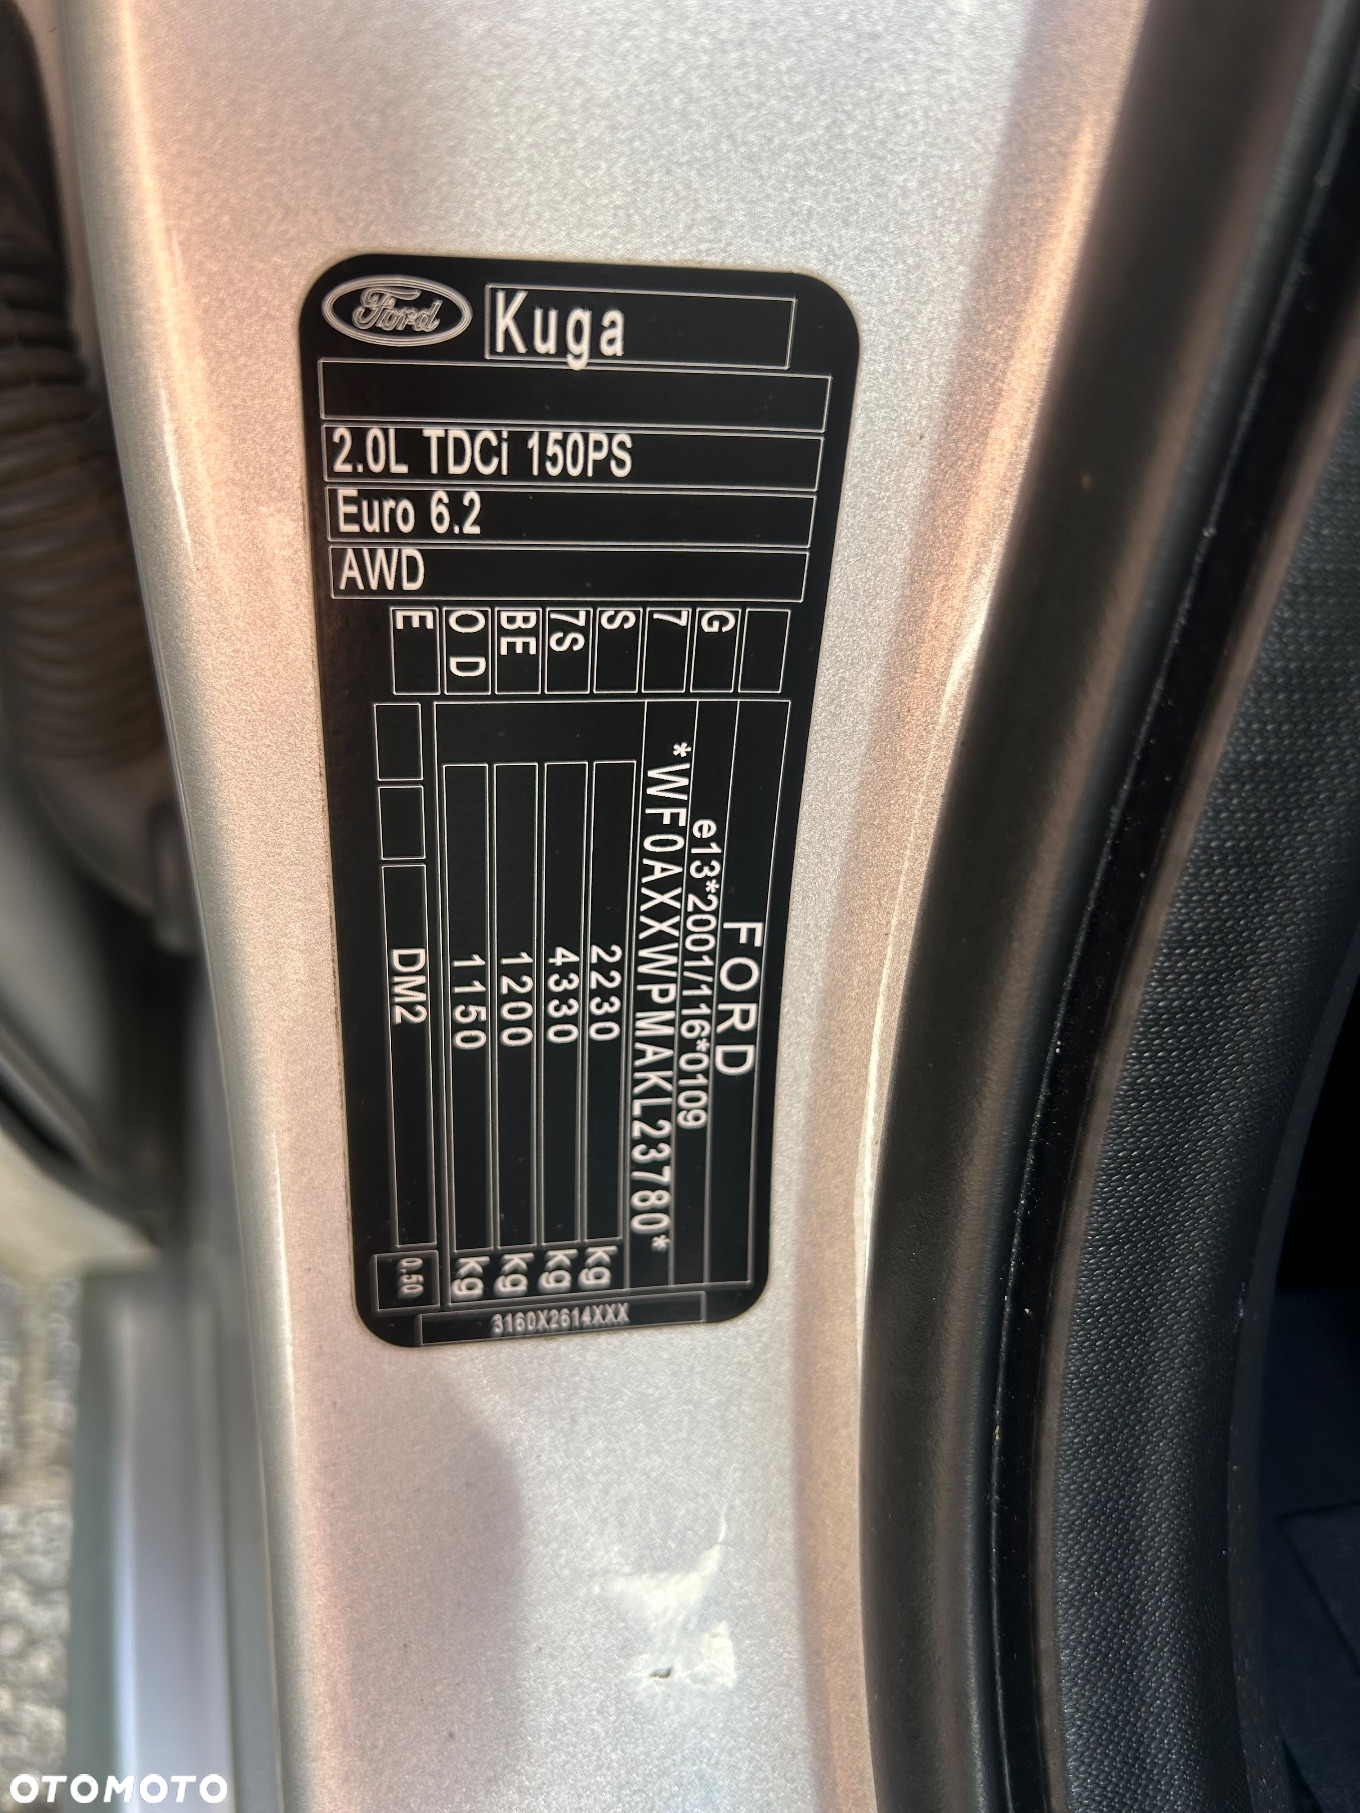 Ford Kuga
2.0L TDCi 150PS
Euro 6.2
AWD
G
7
S
7S
BE
O D
E
FORD
e13*2001/116*0109
*WF0AXXWPMAKL23780*
2230 kg
4330 kg
1200 kg
1150 kg
DM2
0.50
3160X2614XXX
OTOMOTO